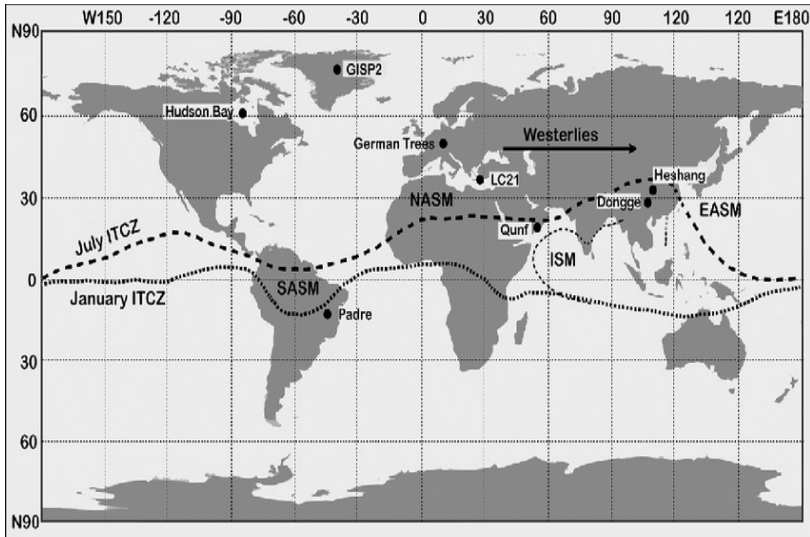 W150 -120 -90 -60 -30 0 30 60 90 120 120 E180
N90
GISP2
60
Hudson Bay
Westerlies
German Trees
Heshang
LC21
30
NASM
Dongge
EASM
Qunf
July ITCZ
ISM
0
SASM
January ITCZ
Padre
30
60
N90